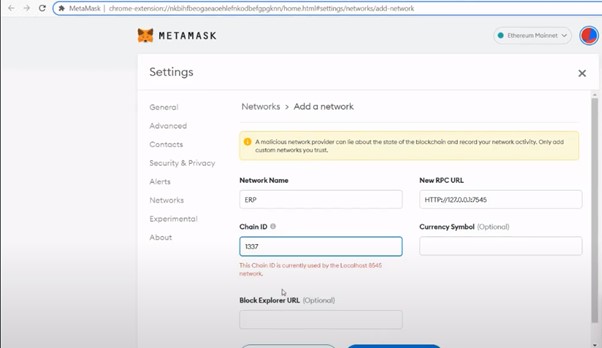 MetaMask | chrome-extension://nkbihfbeogaeaoehlefnkodbefgpgknn/home.html#settings/networks/add-network
METAMASK
Ethereum Mainnet
Settings
General
Advanced
Contacts
Security & Privacy
Alerts
Networks
Experimental
About
Networks > Add a network
A malicious network provider can lie about the state of the blockchain and record your network activity. Only add
custom networks you trust.
Network Name
New RPC URL
ERP
HTTP://127.0.0.1:7545
Chain ID
Currency Symbol (Optional)
1337
This Chain ID is currently used by the Localhost 8545
network.
Block Explorer URL (Optional)